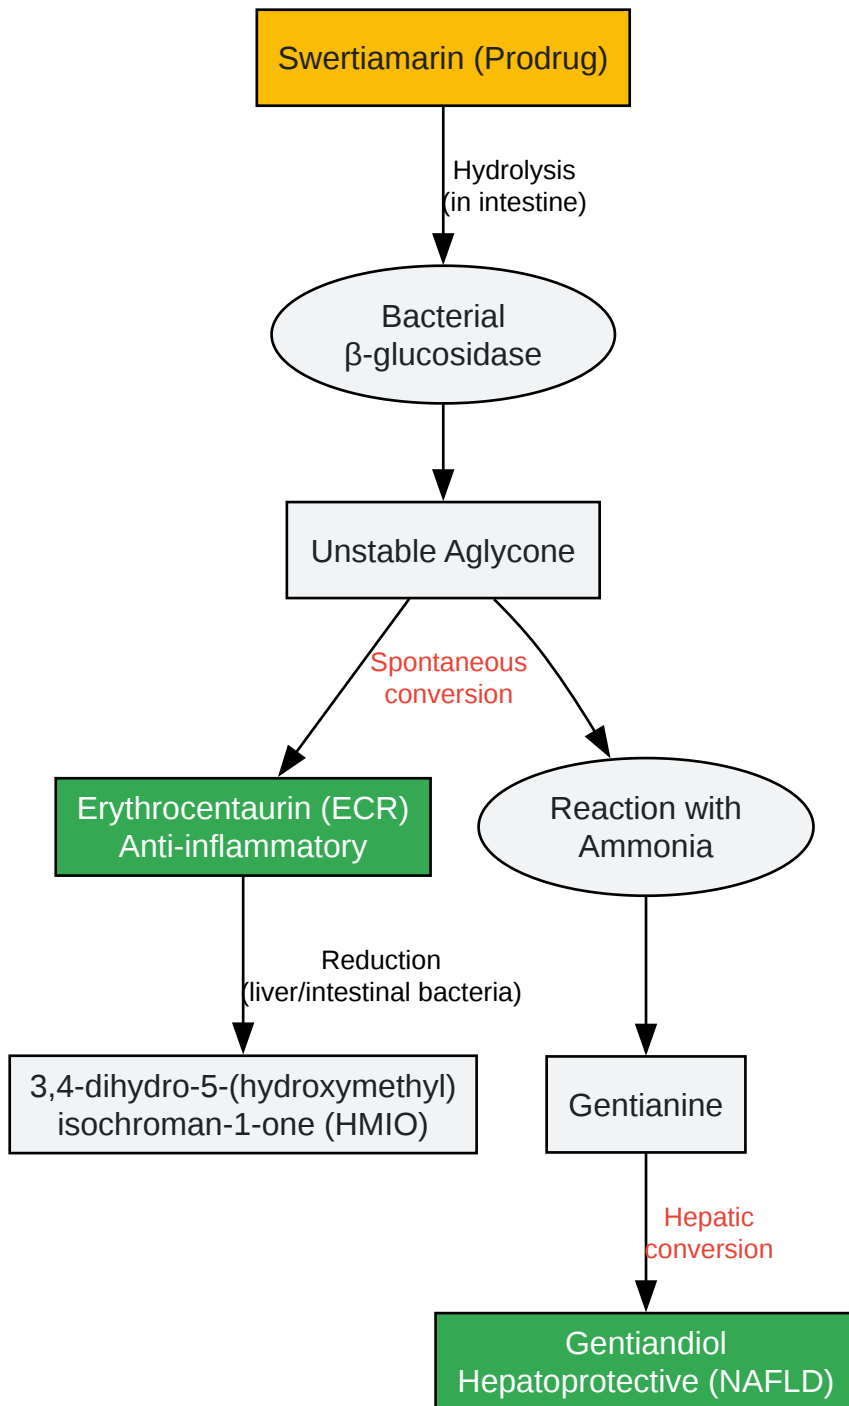 Swertiamarin (Prodrug)
Hydrolysis
(in intestine)
Bacterial
β-glucosidase
Unstable Aglycone
Spontaneous
conversion
Erythrocentaurin (ECR)
Anti-inflammatory
Reaction with
Ammonia
Reduction
(liver/intestinal bacteria)
3,4-dihydro-5-(hydroxymethyl)
isochroman-1-one (HMIO)
Gentianine
Hepatic
conversion
Gentiandiol
Hepatoprotective (NAFLD)